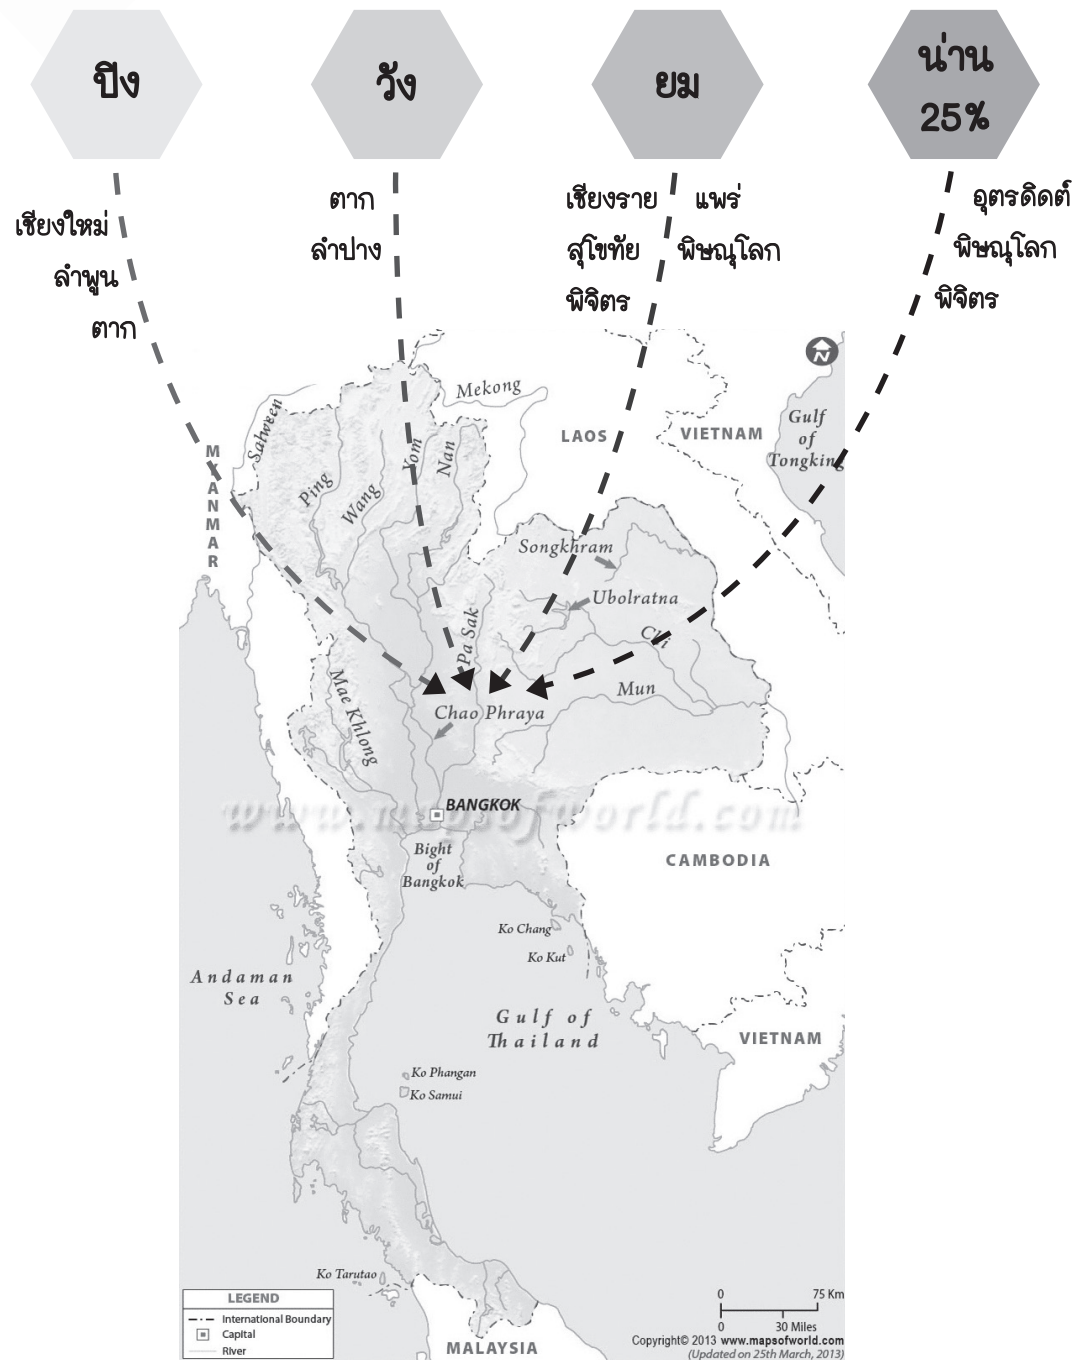 ปิง
วัง
ยม
น่าน
25%
เชียงใหม่
ลำพูน
ตาก
ตาก
ลำปาง
เชียงราย
แพร่
สุโขทัย
พิษณุโลก
พิจิตร
อุตรดิตต์
พิษณุโลก
พิจิตร
N
Mekong
Salween
MYANMAR
Ping
Wang
Yom
Nan
LAOS
VIETNAM
Gulf
of
Tongking
Songkhram
Ubolratna
Chi
Pa Sak
Mun
Mae Khlong
Chao Phraya
www.mapsofworld.com
BANGKOK
Bight
of
Bangkok
CAMBODIA
Ko Chang
Ko Kut
Andaman
Sea
Gulf of
Thailand
VIETNAM
Ko Phangan
Ko Samui
Ko Tarutao
LEGEND
International Boundary
Capital
River
MALAYSIA
0 75 Km
0 30 Miles
Copyright© 2013 www.mapsofworld.com
(Updated on 25th March, 2013)